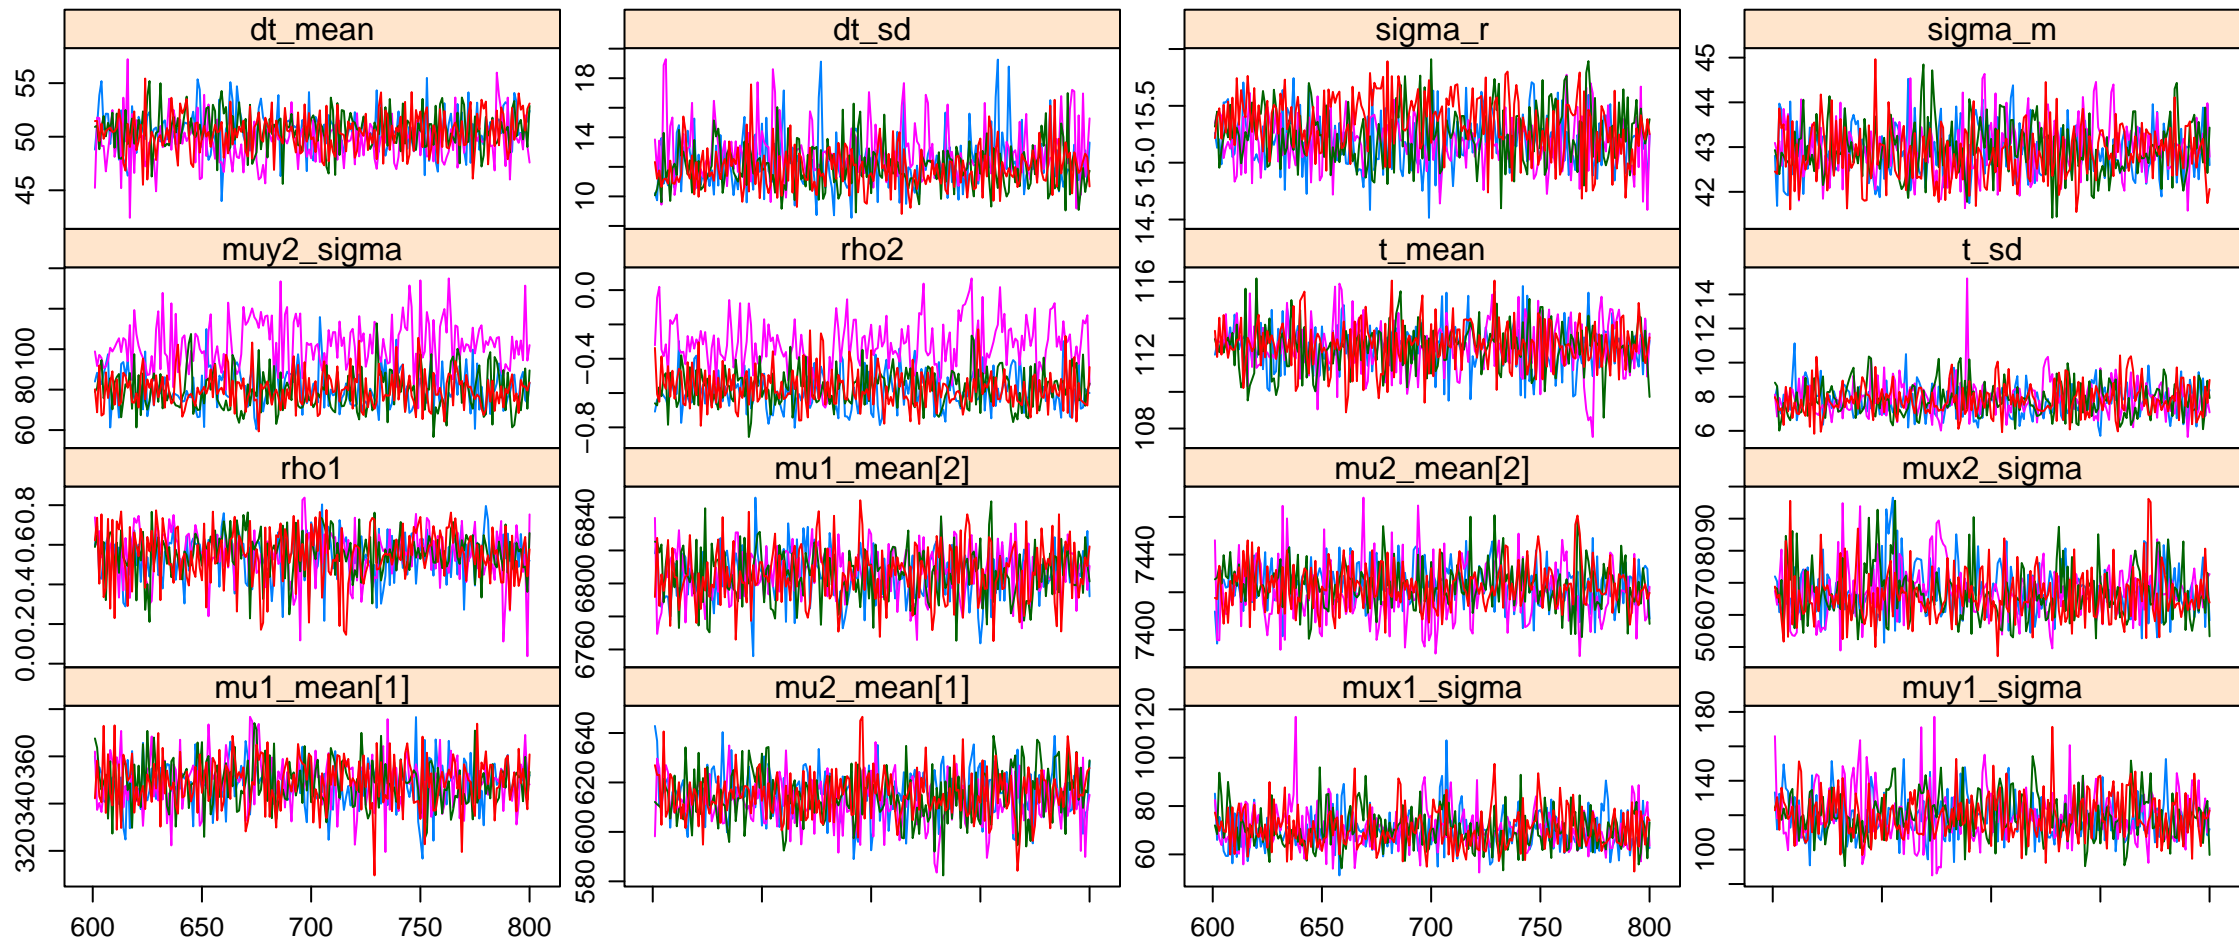 dt_mean dt_sd sigma_r sigma_m
45 50 55
10 14 18
14.5 15.0 15.5
42 43 44 45
muy2_sigma rho2 t_mean t_sd
60 80 100
−0.8 −0.4 0.0
108 112 116
6 8 10 12 14
rho1 mu1_mean[2] mu2_mean[2] mux2_sigma
0.0 0.2 0.4 0.6 0.8
6760 6800 6840
7400 7440
50 60 70 80 90
mu1_mean[1] mu2_mean[1] mux1_sigma muy1_sigma
320 340 360
580 600 620 640
60 80 100 120
100 140 180
600 650 700 750 800
600 650 700 750 800